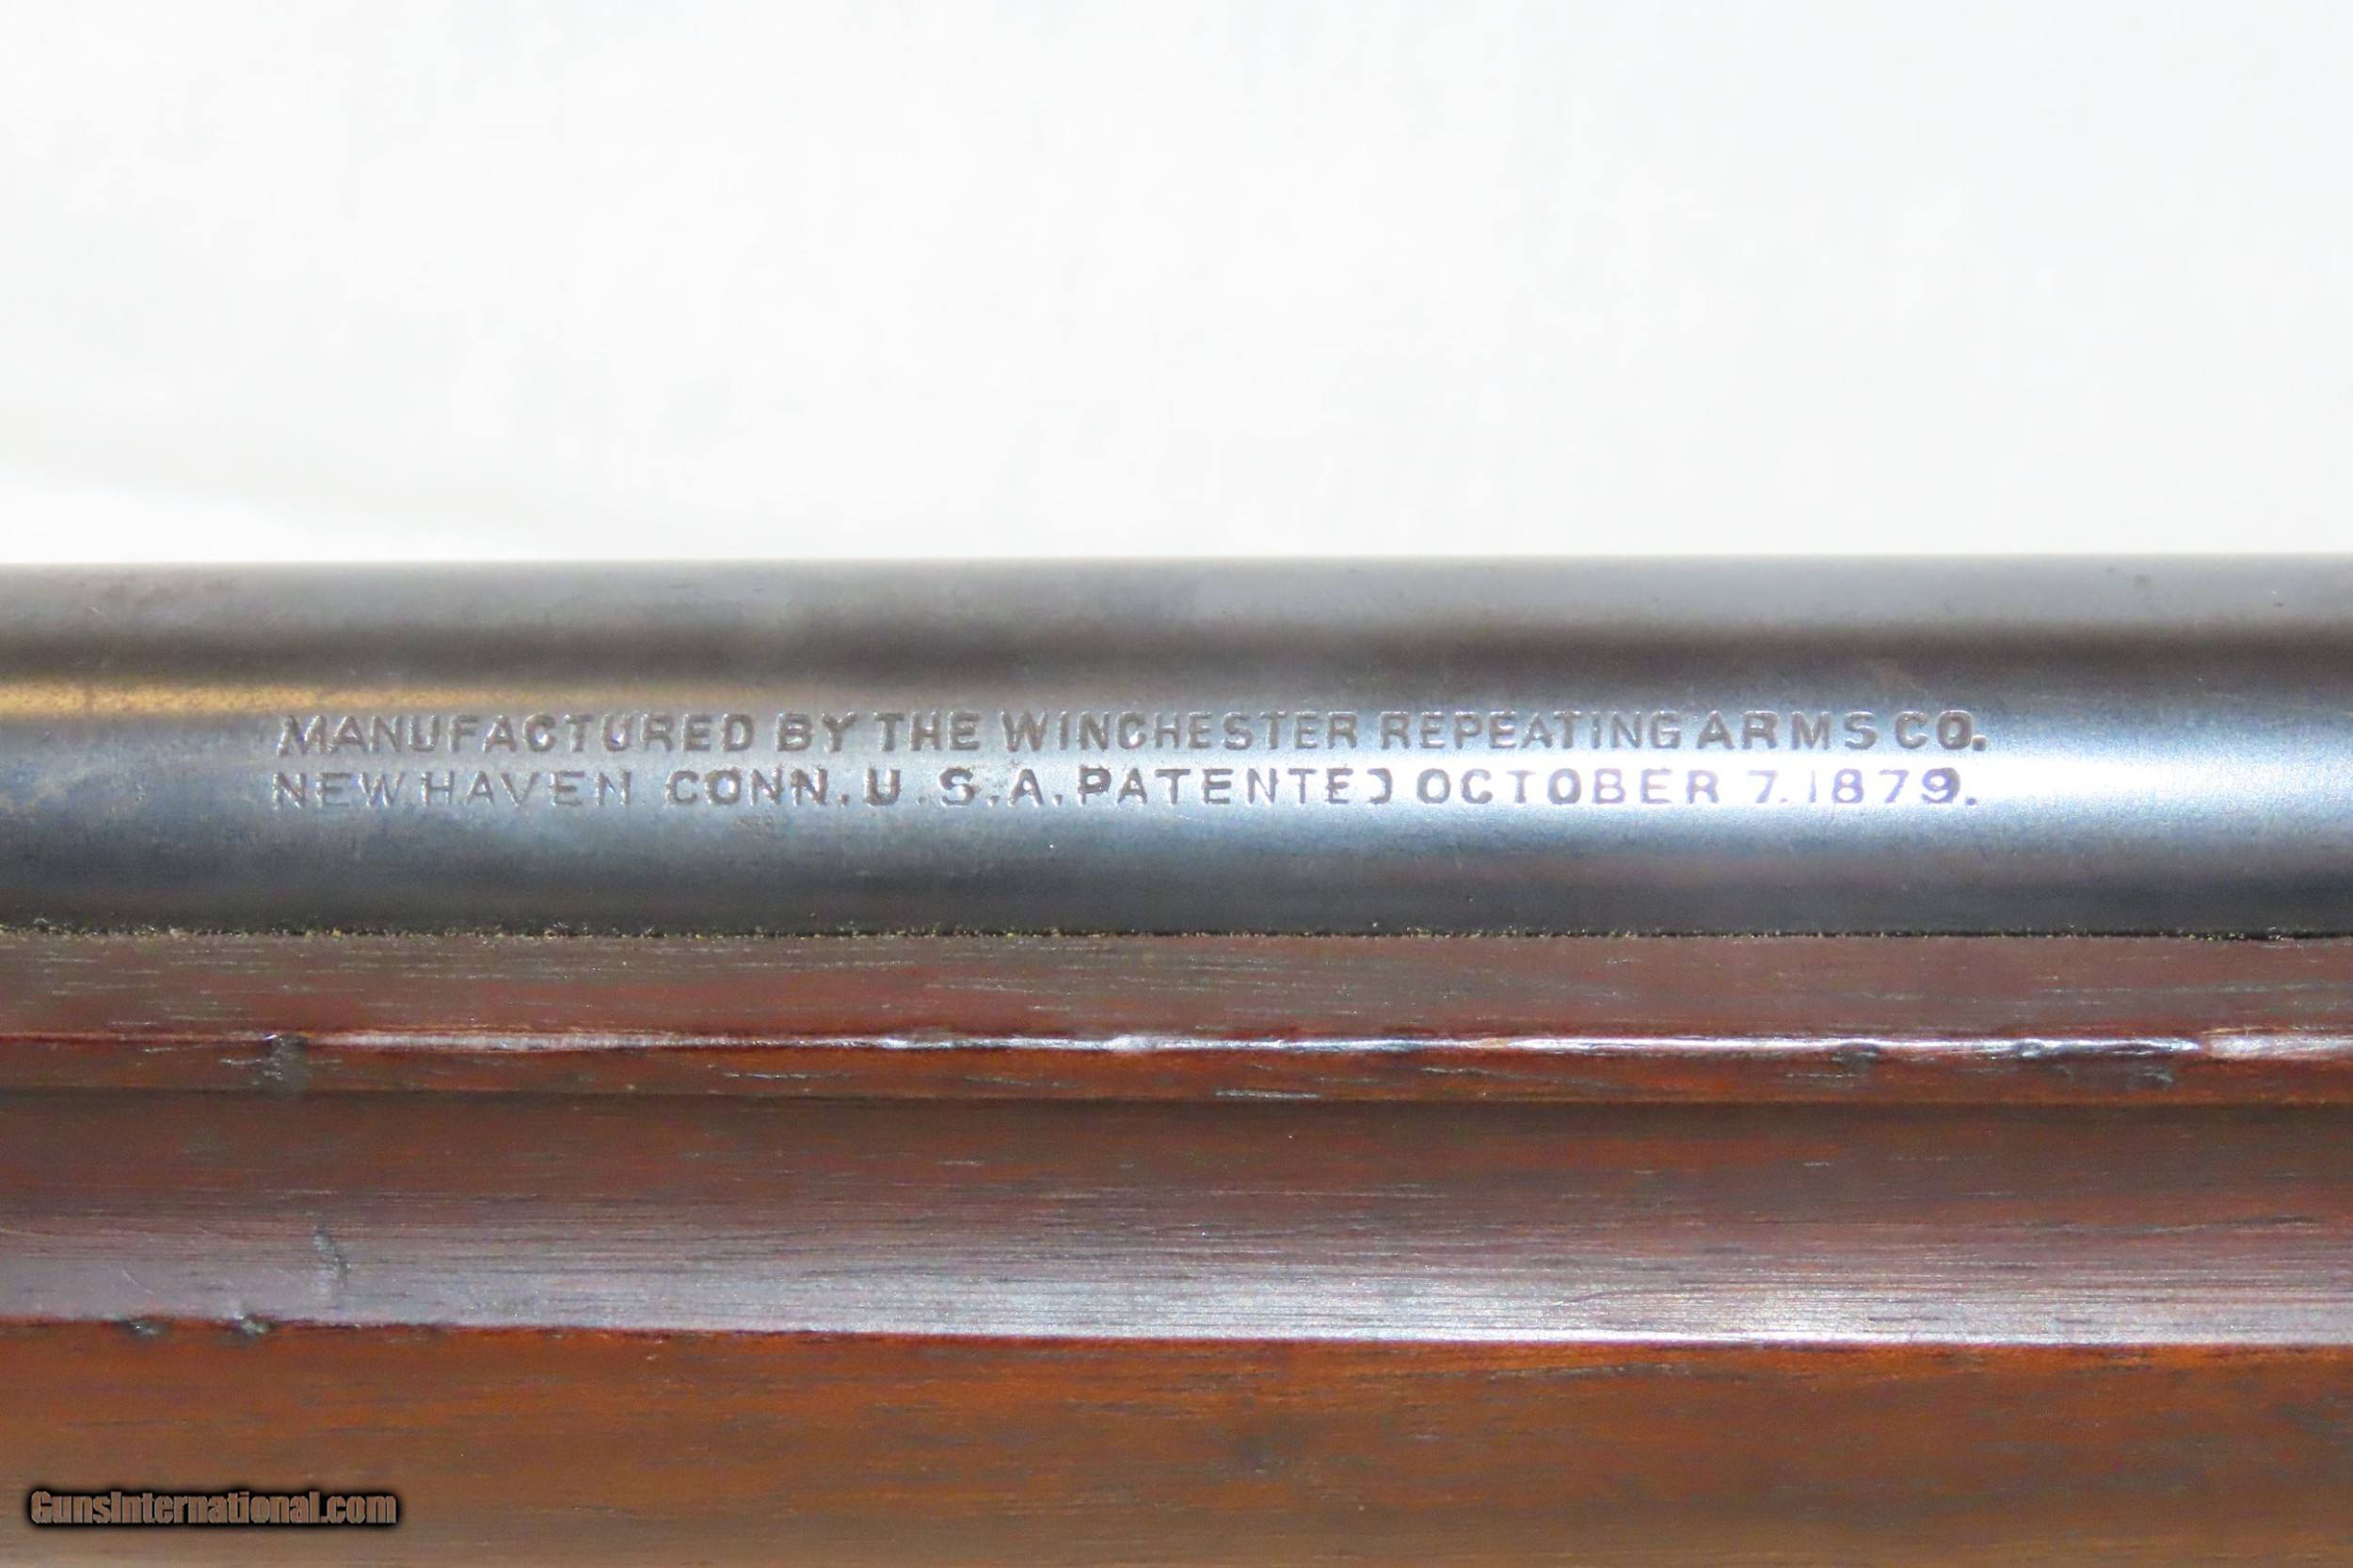 MANUFACTURED BY THE WINCHESTER REPEATING ARMS CO.
NEW HAVEN CONN. U.S.A. PATENTED OCTOBER 7. 1879.
GunsInternational.com